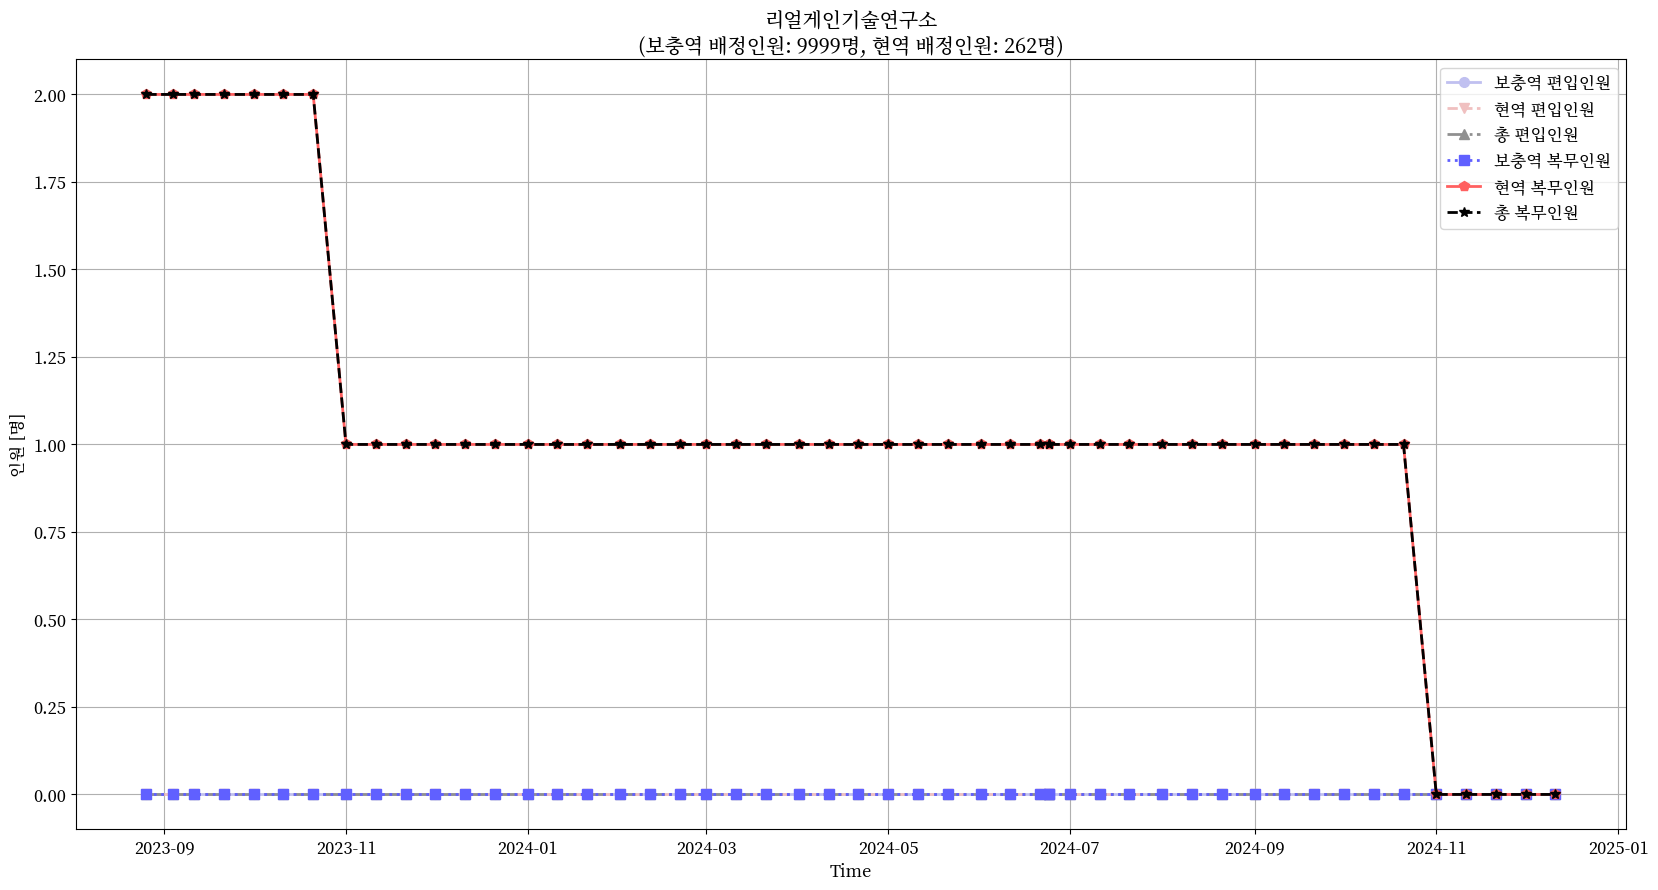 리얼게인기술연구소
(보충역 배정인원: 9999명, 현역 배정인원: 262명)
보충역 편입인원
현역 편입인원
총 편입인원
보충역 복무인원
현역 복무인원
총 복무인원
인원 [명]
2.00
1.75
1.50
1.25
1.00
0.75
0.50
0.25
0.00
2023-09
2023-11
2024-01
2024-03
2024-05
2024-07
2024-09
2024-11
2025-01
Time